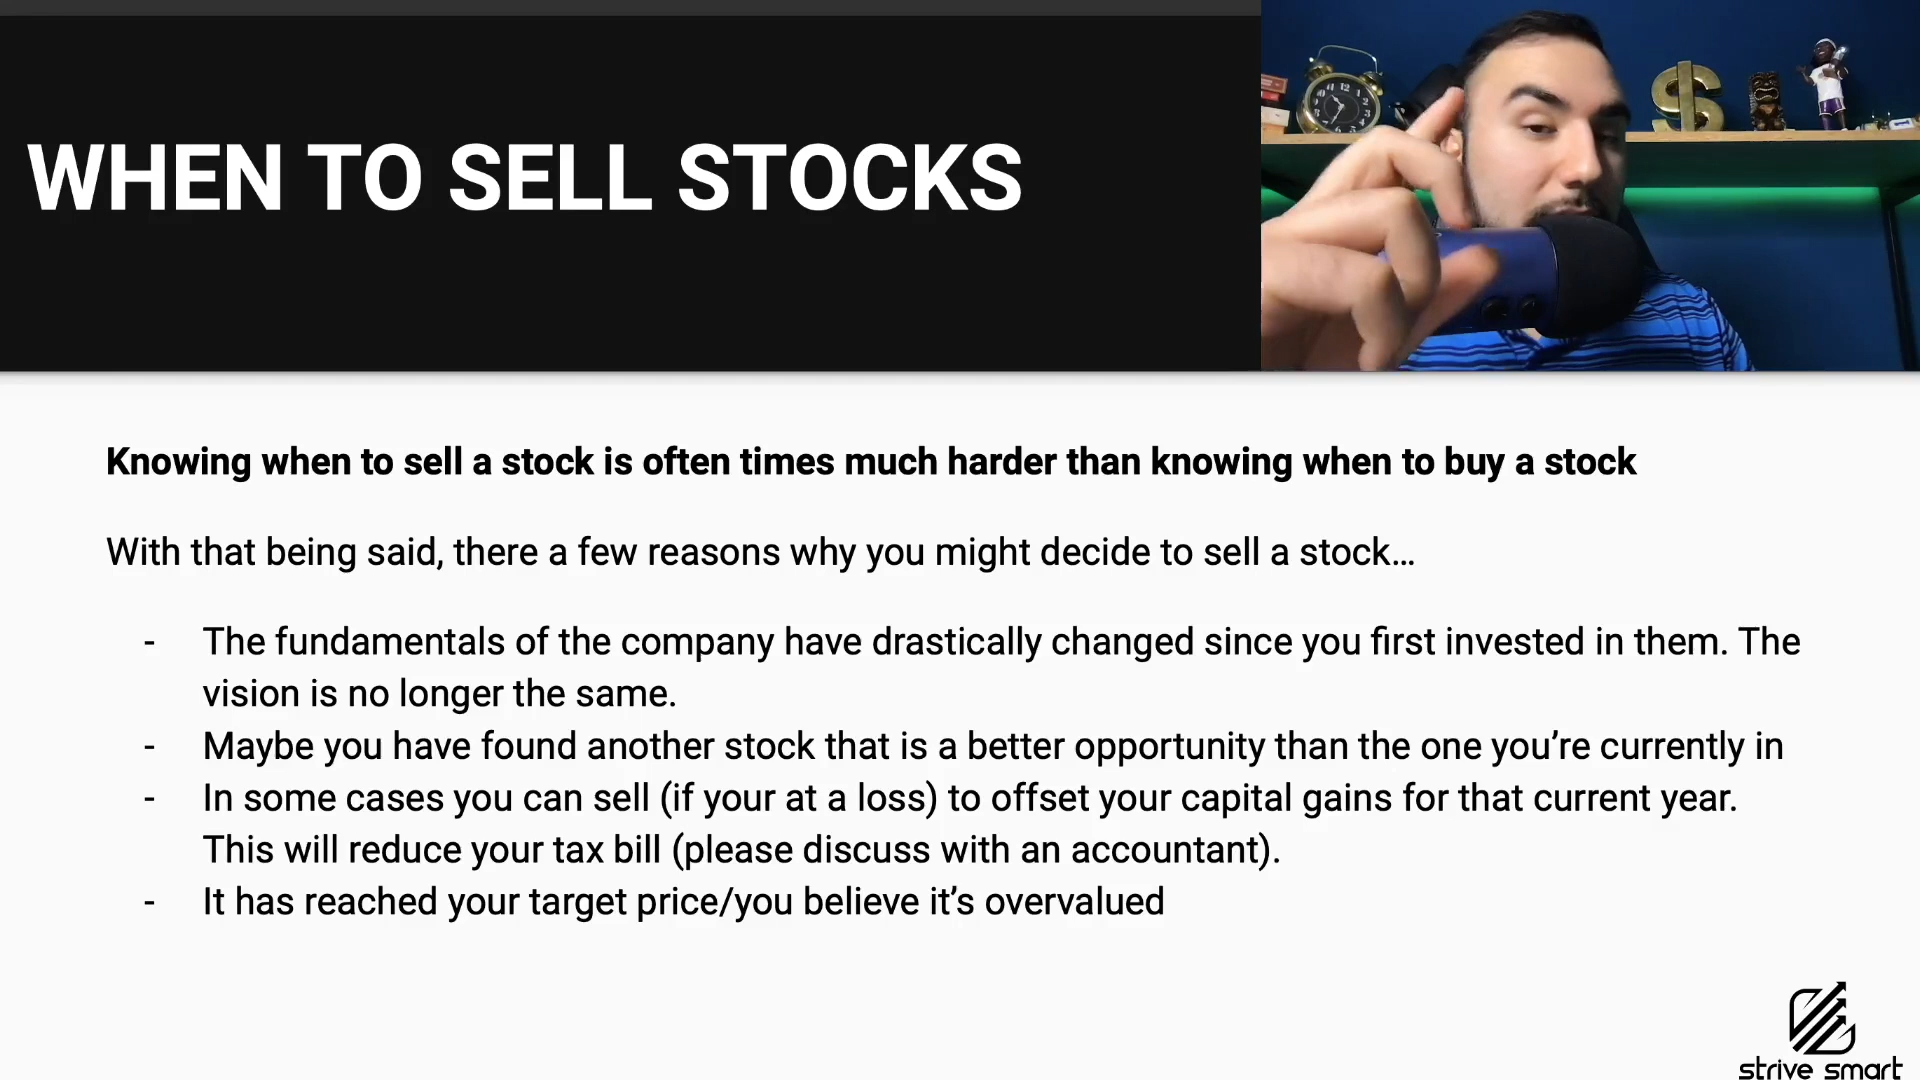 WHEN TO SELL STOCKS
Knowing when to sell a stock is often times much harder than knowing when to buy a stock
With that being said, there a few reasons why you might decide to sell a stock...
- The fundamentals of the company have drastically changed since you first invested in them. The
vision is no longer the same.
- Maybe you have found another stock that is a better opportunity than the one you’re currently in
- In some cases you can sell (if your at a loss) to offset your capital gains for that current year.
This will reduce your tax bill (please discuss with an accountant).
- It has reached your target price/you believe it’s overvalued
strive smart